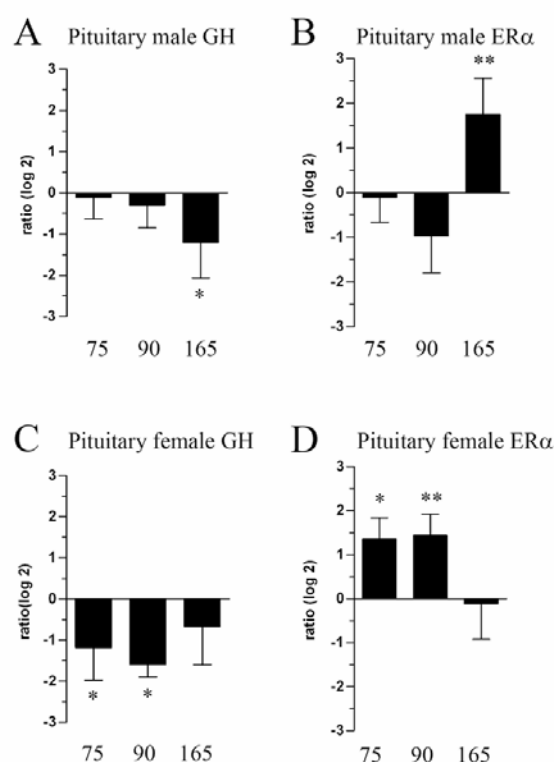 A Pituitary male GH
3
2
1
0
-1
-2
-3
ratio (log 2)
*
75 90 165
B Pituitary male ERα
3
2
1
0
-1
-2
-3
ratio (log 2)
**
75 90 165
C Pituitary female GH
3
2
1
0
-1
-2
-3
ratio(log 2)
* *
75 90 165
D Pituitary female ERα
3
2
1
0
-1
-2
-3
ratio (log 2)
* **
75 90 165